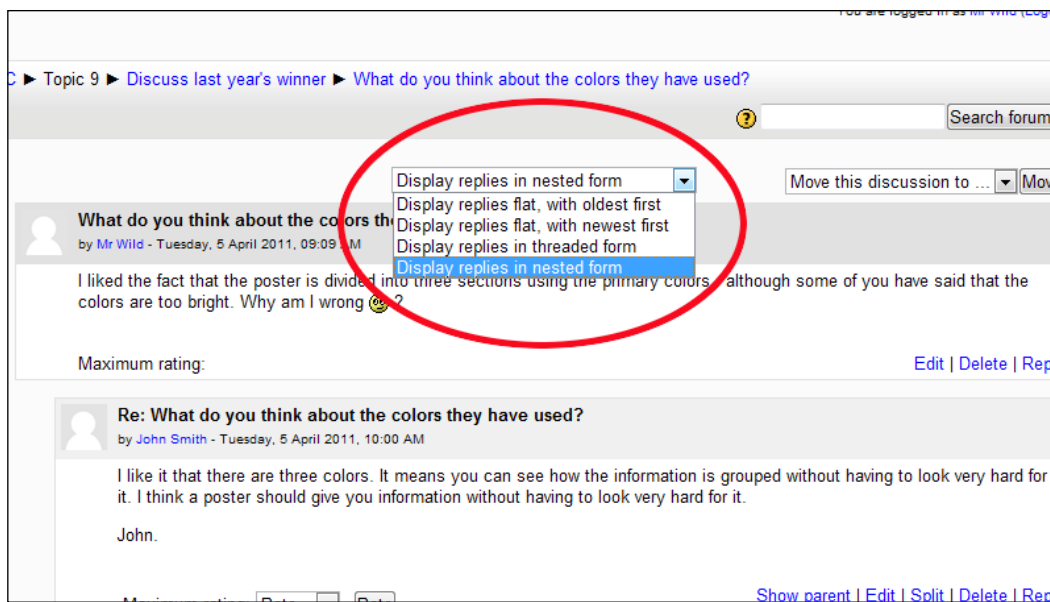 You are logged in as Mr Wild (Log
C ► Topic 9 ► Discuss last year's winner ► What do you think about the colors they have used?
Search forum
Display replies in nested form
Move this discussion to ...
Mov
Display replies flat, with oldest first
Display replies flat, with newest first
Display replies in threaded form
Display replies in nested form
What do you think about the colors the
by Mr Wild - Tuesday, 5 April 2011, 09:09 AM
I liked the fact that the poster is divided into three sections using the primary colors, although some of you have said that the
colors are too bright. Why am I wrong ?
Maximum rating:
Edit | Delete | Rep
Re: What do you think about the colors they have used?
by John Smith - Tuesday, 5 April 2011, 10:00 AM
I like it that there are three colors. It means you can see how the information is grouped without having to look very hard for
it. I think a poster should give you information without having to look very hard for it.
John.
Show parent | Edit | Split | Delete | Rep
Maximum rating: Rate... Rate